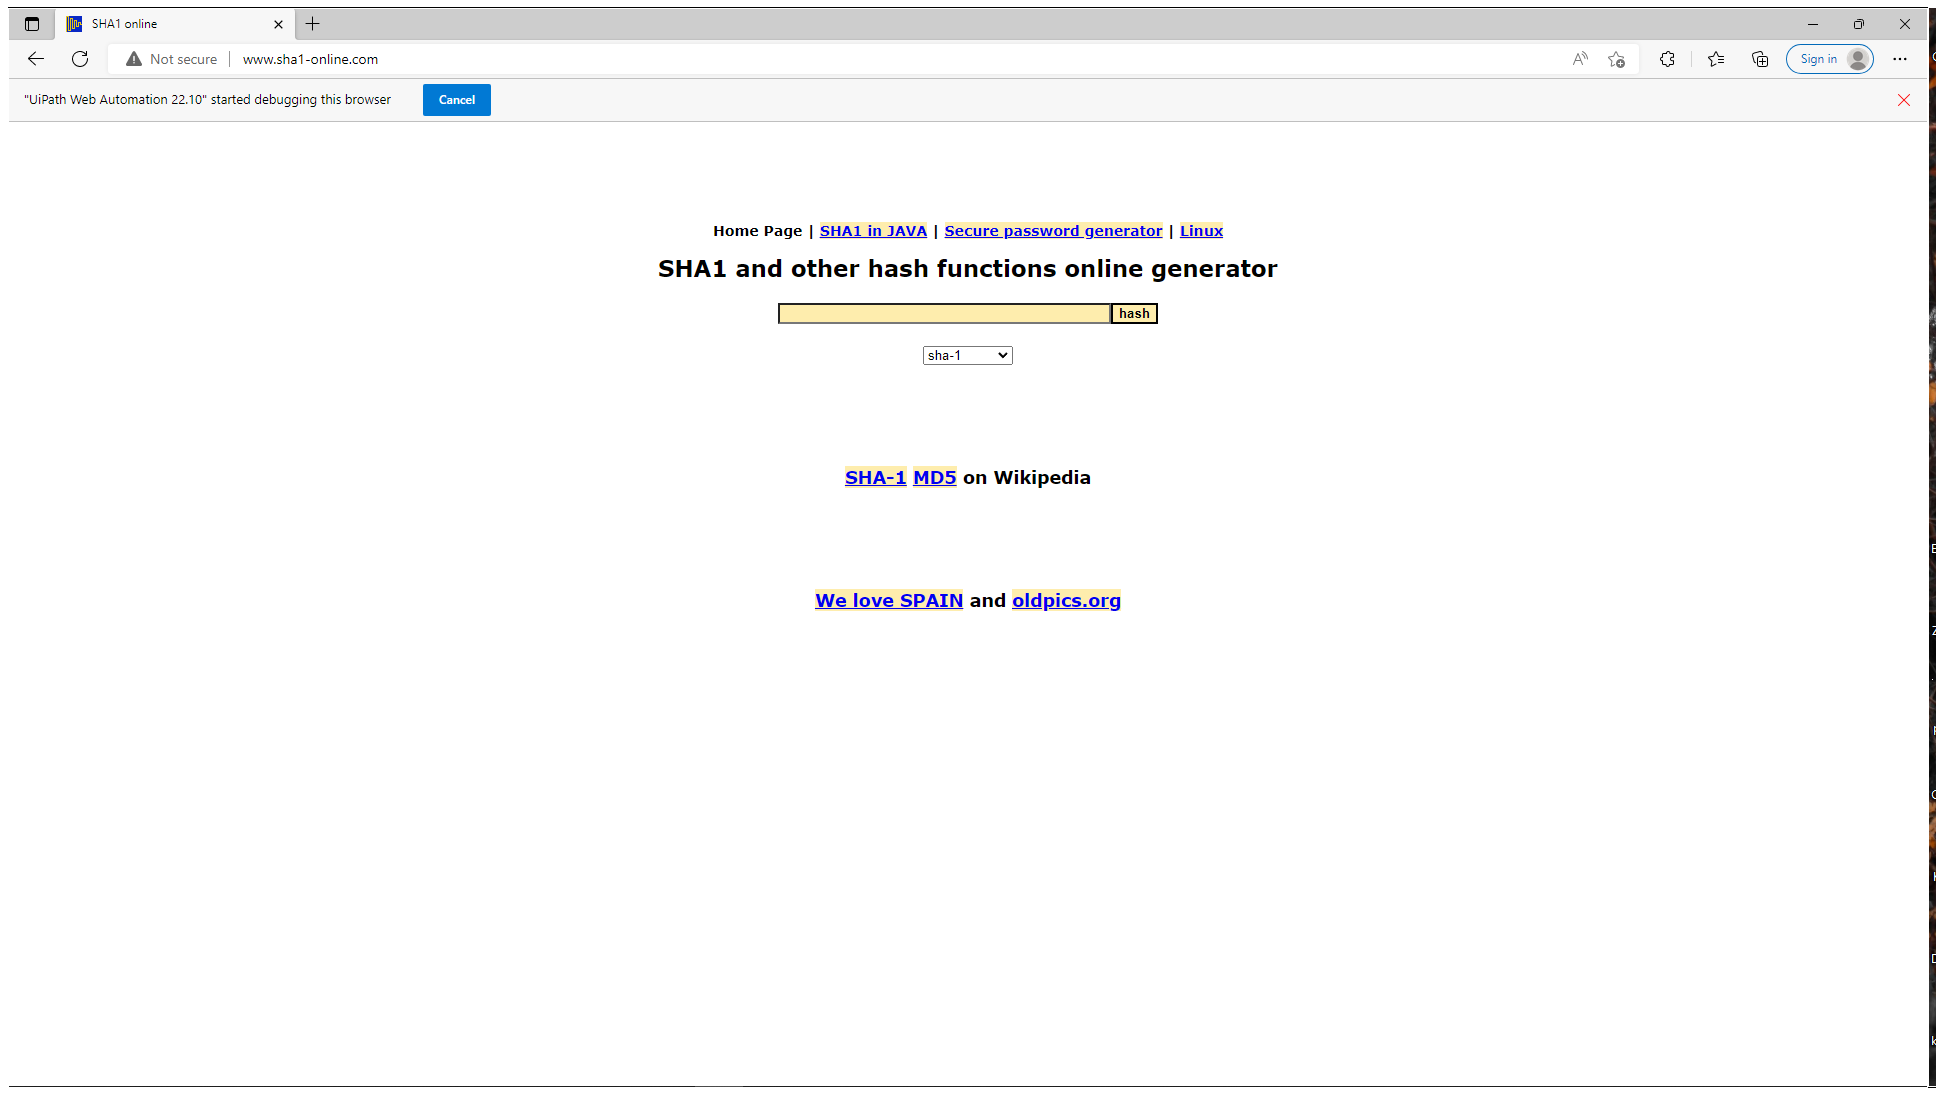 SHA1 online
Not secure www.sha1-online.com Sign in
"UiPath Web Automation 22.10" started debugging this browser Cancel
Home Page | SHA1 in JAVA | Secure password generator | Linux
SHA1 and other hash functions online generator
hash
sha-1
SHA-1 MD5 on Wikipedia
We love SPAIN and oldpics.org